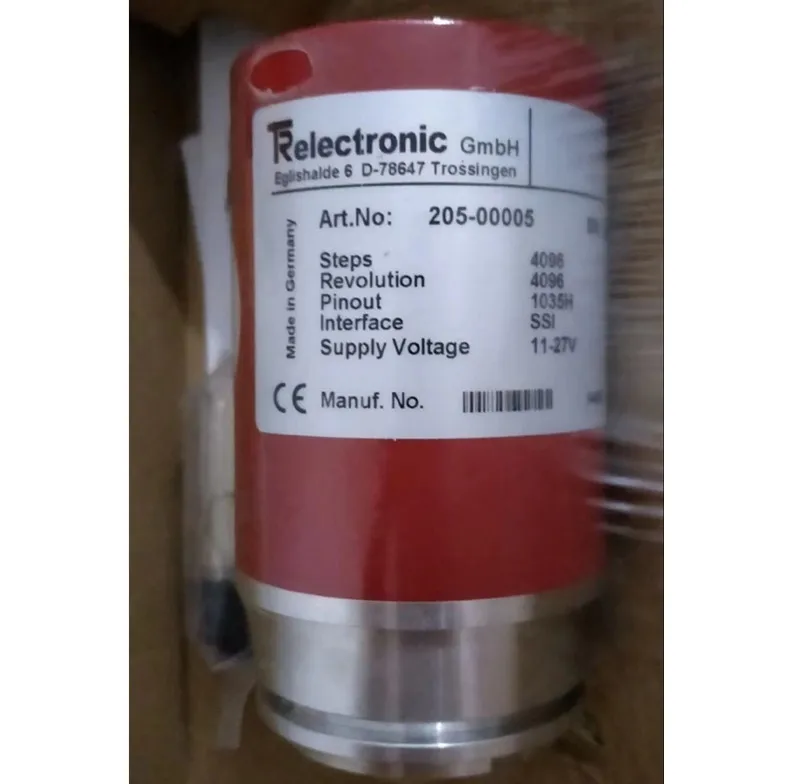 TRelectronic GmbH
Eglishalde 6 D-78647 Trossingen
Art.No: 205-00005
Made in Germany
Steps 4096
Revolution 4096
Pinout 1035H
Interface SSI
Supply Voltage 11-27V
CE Manuf. No.